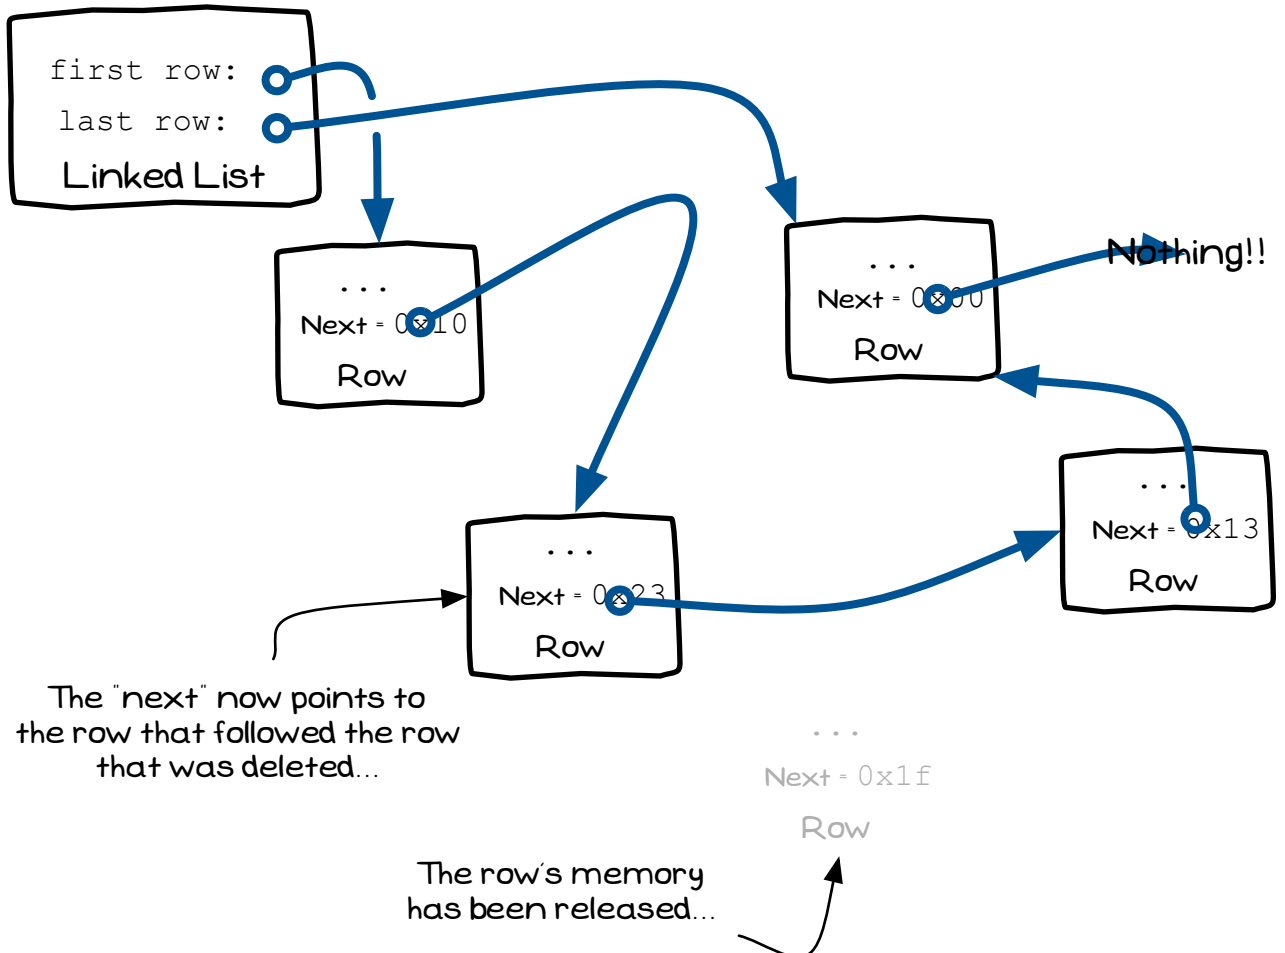 first row:
last row:
Linked List
...
Next = 0x10
Row
...
Next = 0x00
Row
Nothing!!
...
Next = 0x13
Row
...
Next = 0x23
Row
The "next" now points to
the row that followed the row
that was deleted...
...
Next = 0x1f
Row
The row's memory
has been released...